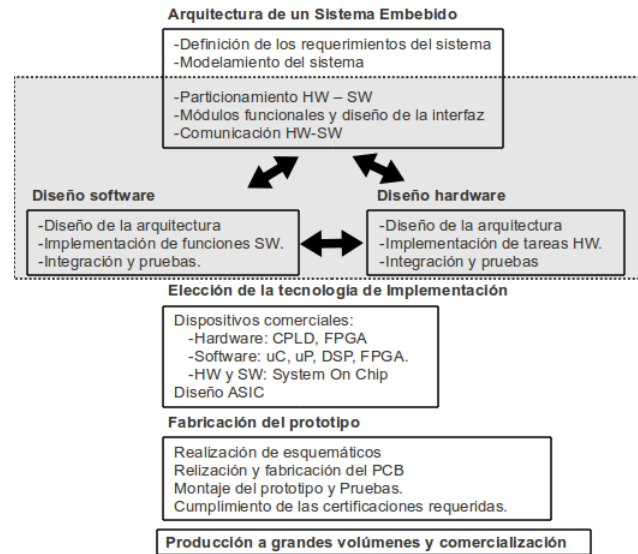 Arquitectura de un Sistema Embebido
-Definición de los requerimientos del sistema
-Modelamiento del sistema
-Particionamiento HW – SW
-Módulos funcionales y diseño de la interfaz
-Comunicación HW-SW
Diseño software
-Diseño de la arquitectura
-Implementación de funciones SW.
-Integración y pruebas.
Diseño hardware
-Diseño de la arquitectura
-Implementación de tareas HW.
-Integración y pruebas
Elección de la tecnología de Implementación
Dispositivos comerciales:
-Hardware: CPLD, FPGA
-Software: uC, uP, DSP, FPGA.
-HW y SW: System On Chip
Diseño ASIC
Fabricación del prototipo
Realización de esquemáticos
Relización y fabricación del PCB
Montaje del prototipo y Pruebas.
Cumplimiento de las certificaciones requeridas.
Producción a grandes volúmenes y comercialización